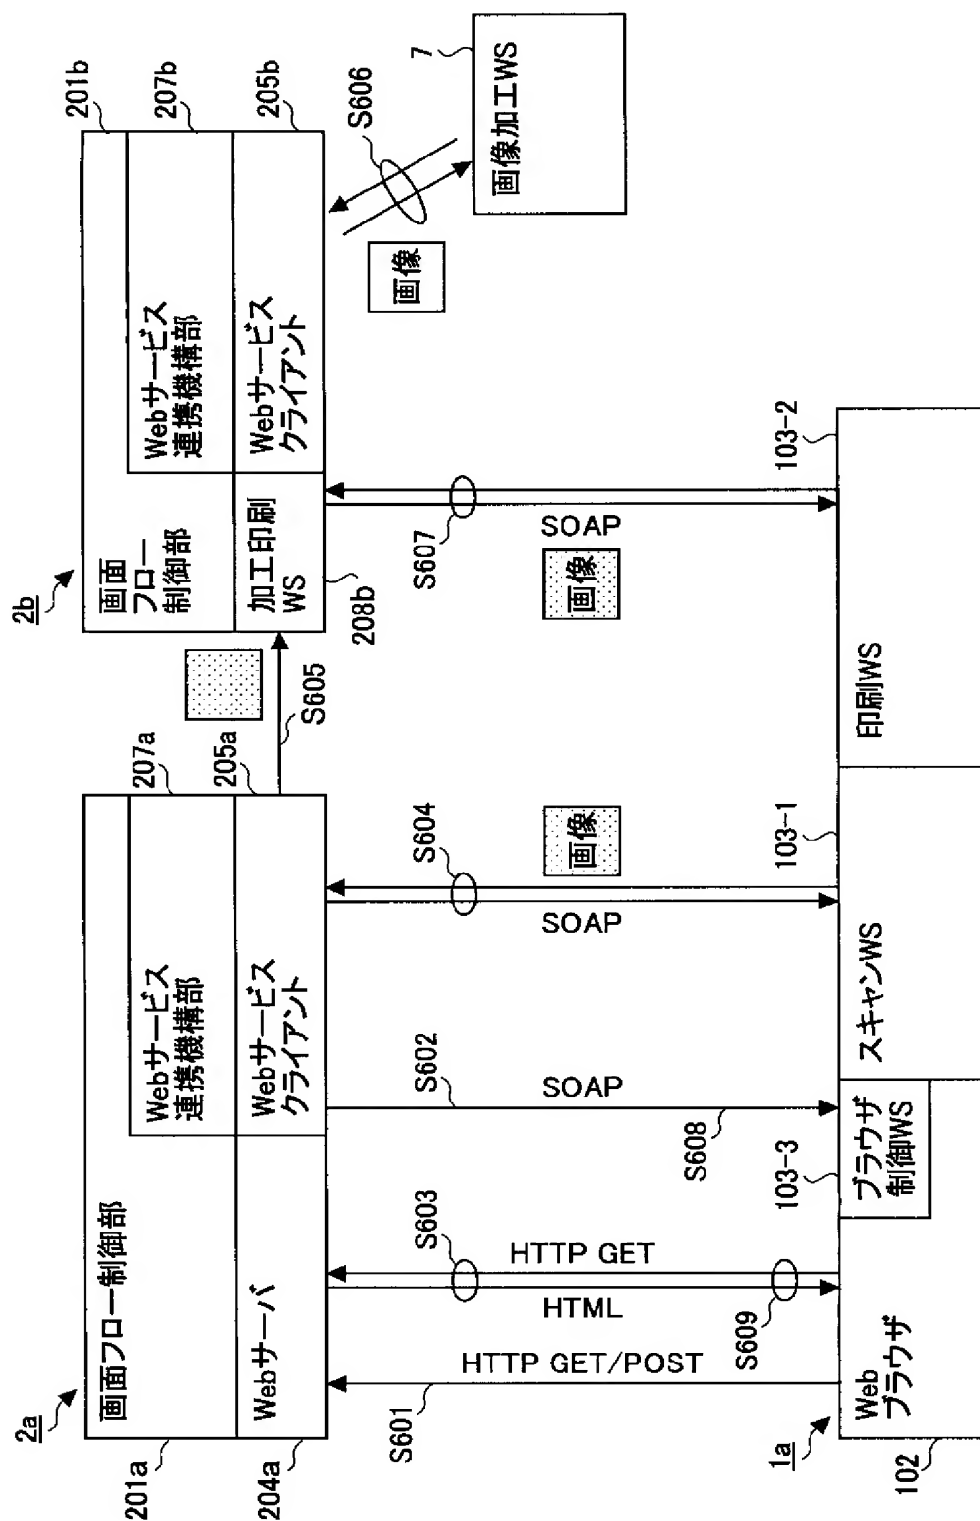 2a
201a
画面フロー制御部
204a
Webサーバ
207a
Webサービス
連携機構部
205a
Webサービス
クライアント
S605
2b
画面
フロー
制御部
201b
207b
Webサービス
連携機構部
205b
Webサービス
クライアント
加工印刷
WS
208b
画像
S606
7
画像加工WS
S601
HTTP GET/POST
S603
HTTP GET
HTML
S609
S602
SOAP
S608
S604
SOAP
画像
S607
SOAP
画像
1a
102
Web
ブラウザ
103-3
ブラウザ
制御WS
103-1
スキャンWS
103-2
印刷WS